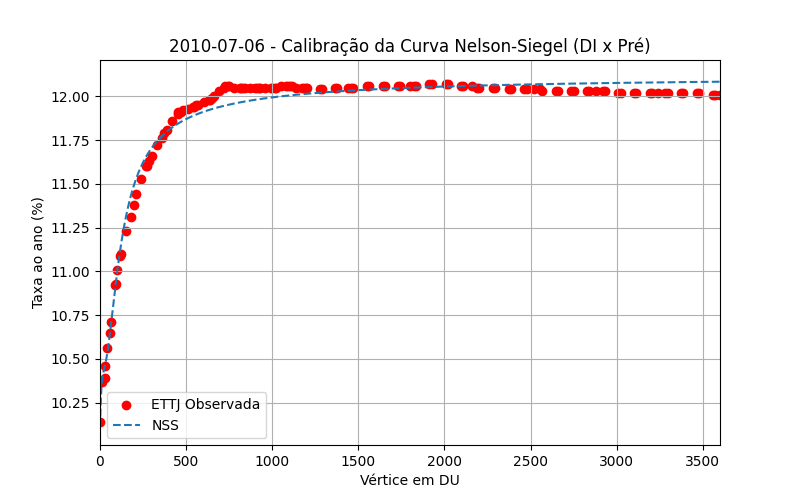 2010-07-06 - Calibração da Curva Nelson-Siegel (DI x Pré)
Taxa ao ano (%)
12.00
11.75
11.50
11.25
11.00
10.75
10.50
10.25
ETTJ Observada
NSS
0 500 1000 1500 2000 2500 3000 3500
Vértice em DU